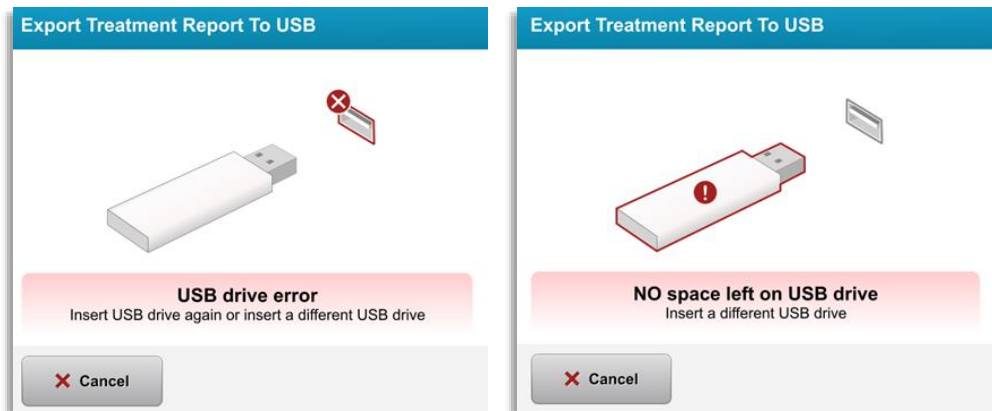 Export Treatment Report To USB
USB drive error
Insert USB drive again or insert a different USB drive
Cancel
Export Treatment Report To USB
NO space left on USB drive
Insert a different USB drive
Cancel